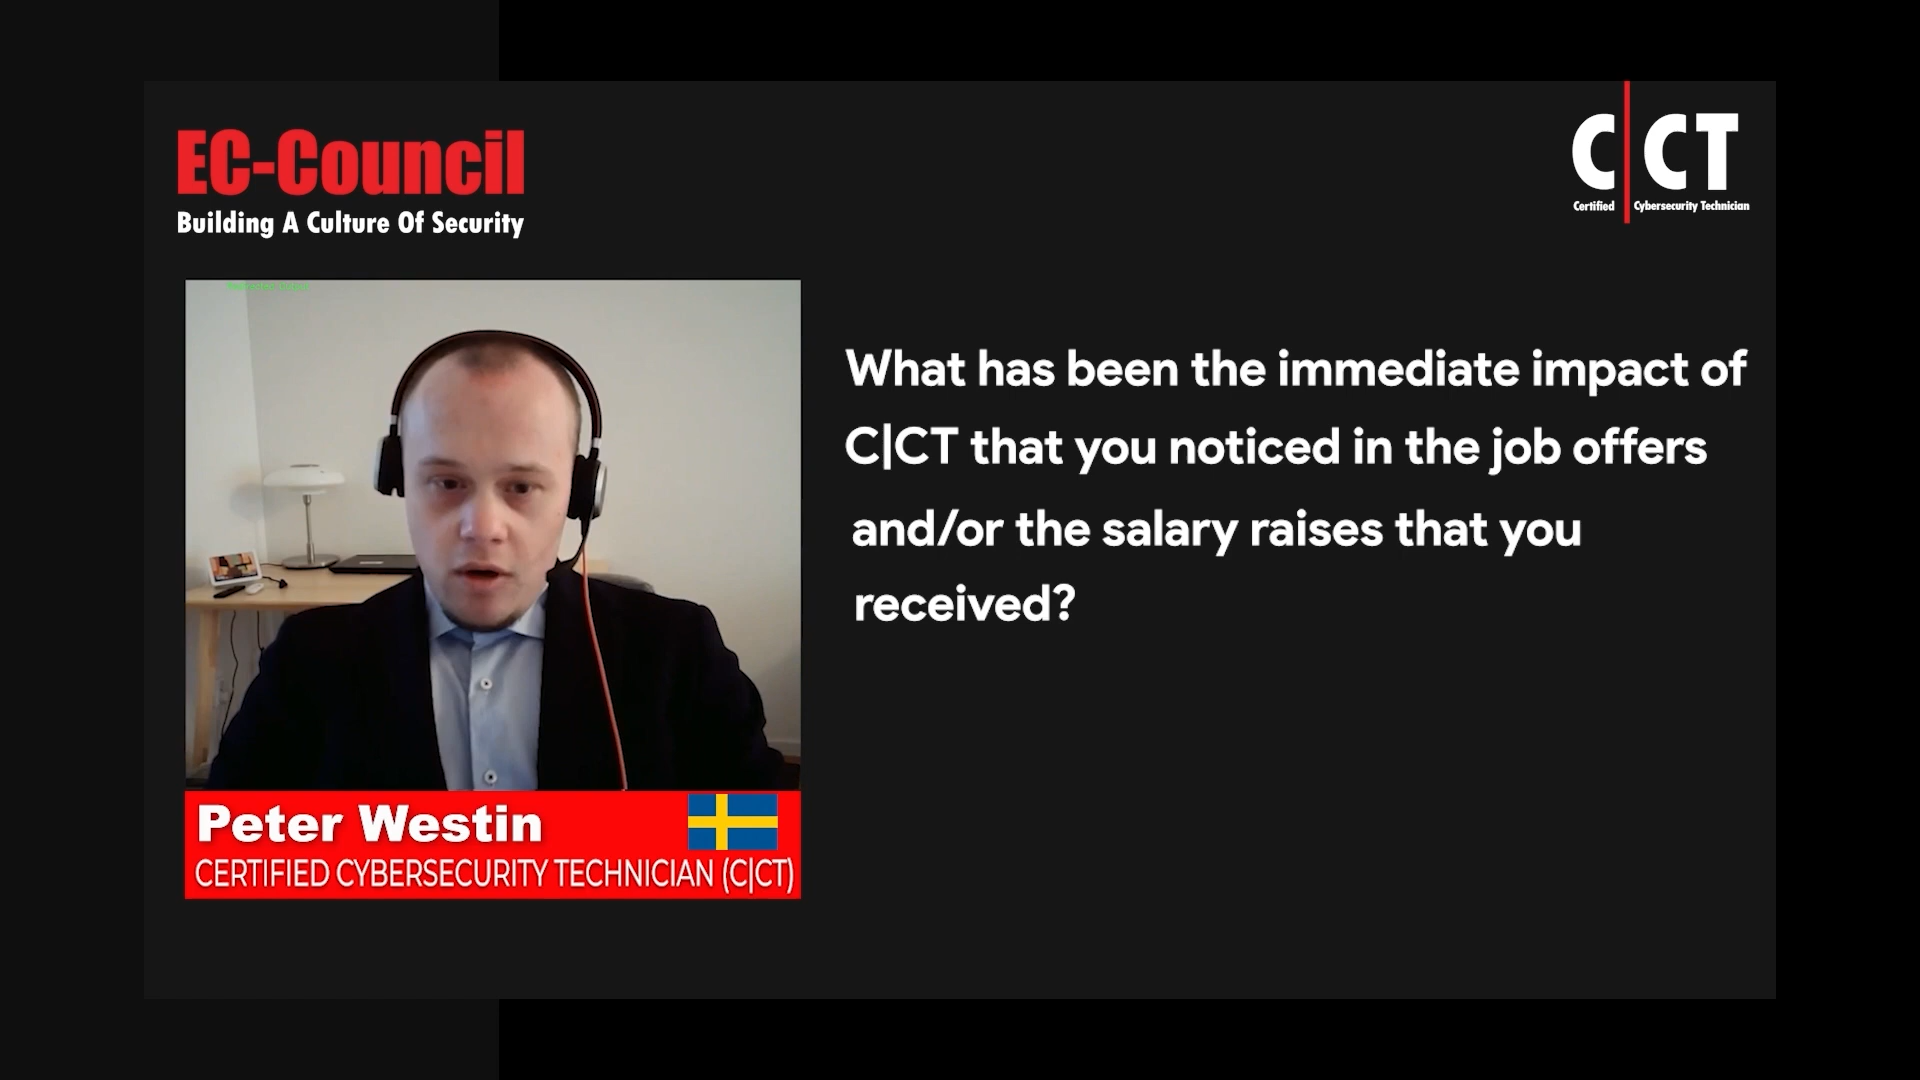 EC-Council
Building A Culture Of Security
C|CT
Certified Cybersecurity Technician
What has been the immediate impact of
C|CT that you noticed in the job offers
and/or the salary raises that you
received?
Peter Westin
CERTIFIED CYBERSECURITY TECHNICIAN (C|CT)